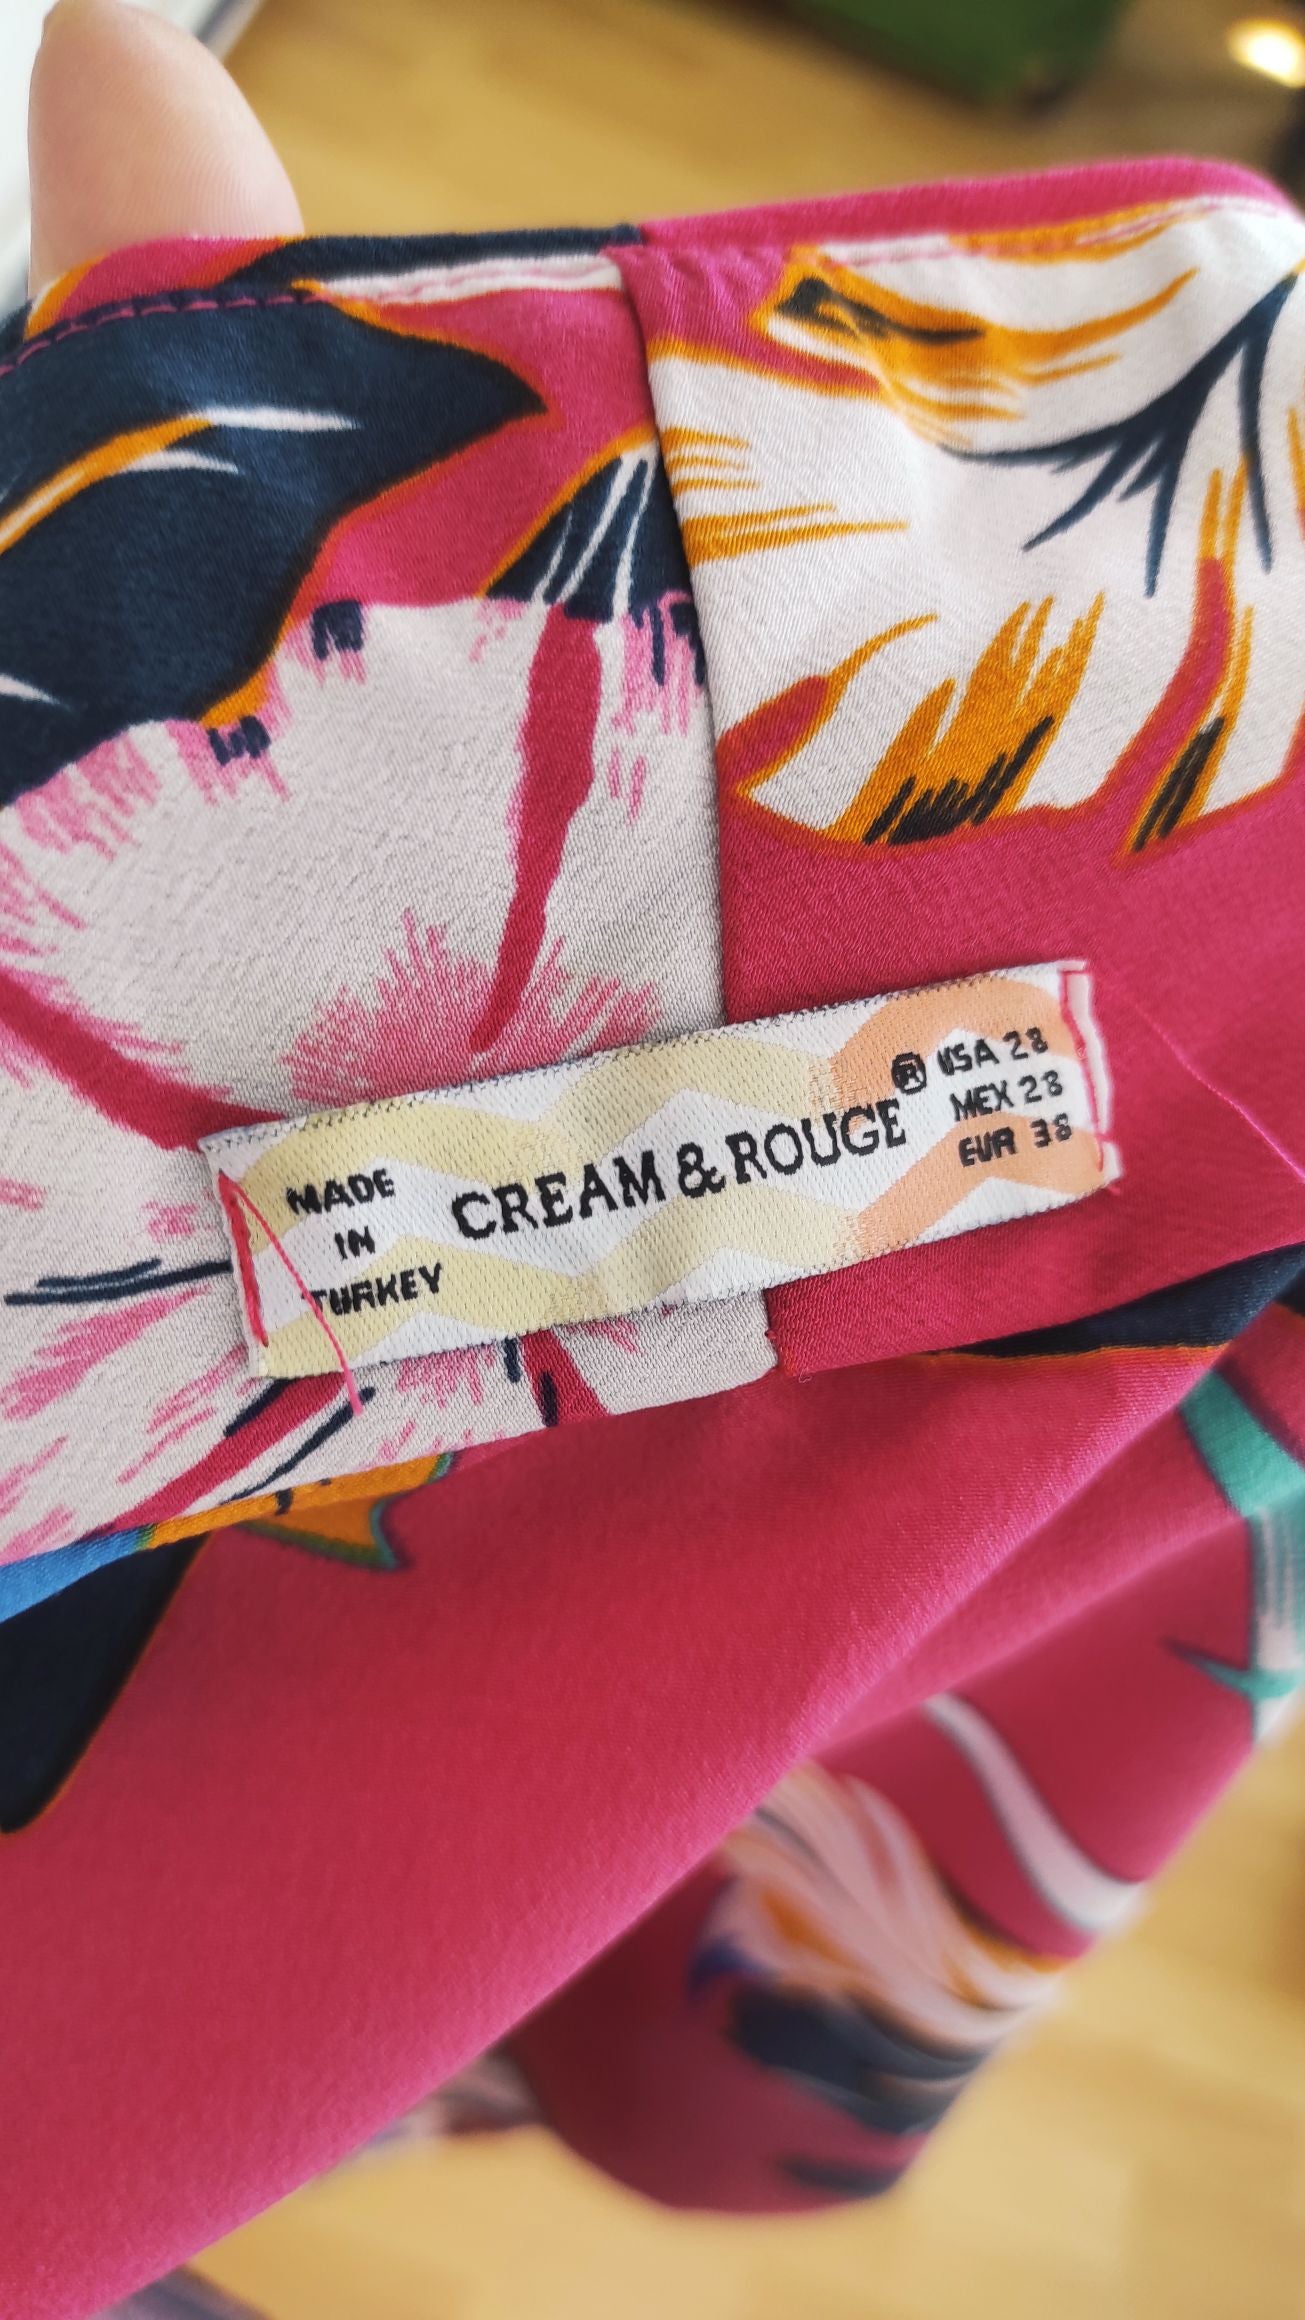 MADE
IN
TURKEY
CREAM & ROUGE®
USA 28
MEX 28
EUR 38